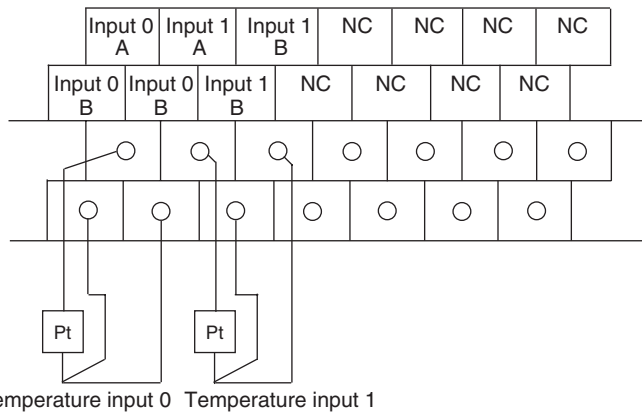 Input 0 A Input 1 A Input 1 B NC NC NC NC
Input 0 B Input 0 B Input 1 B NC NC NC NC
Pt Pt
emperature input 0 Temperature input 1